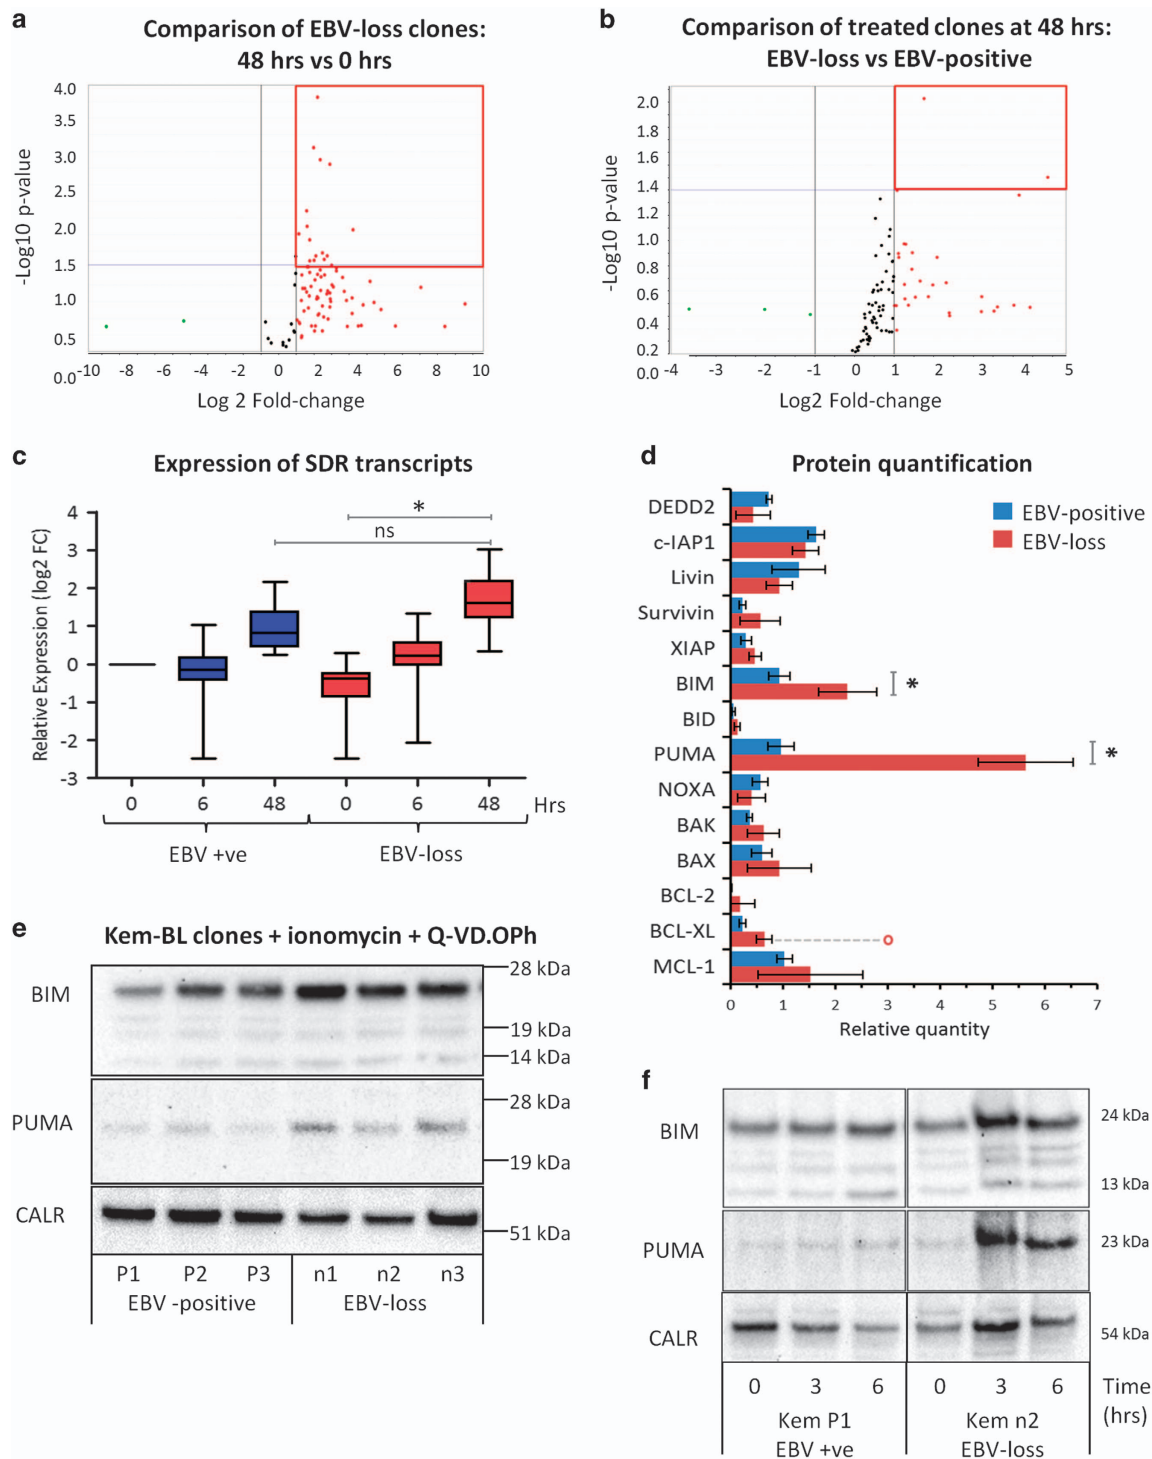 a
Comparison of EBV-loss clones:
48 hrs vs 0 hrs
-Log10 p-value
4.0
3.5
3.0
2.5
2.0
1.5
1.0
0.5
0.0
-10 -8 -6 -4 -2 0 2 4 6 8 10
Log 2 Fold-change
b
Comparison of treated clones at 48 hrs:
EBV-loss vs EBV-positive
-Log10 p-value
2.0
1.8
1.6
1.4
1.2
1.0
0.8
0.6
0.4
0.2
0.0
-4 -3 -2 -1 0 1 2 3 4 5
Log2 Fold-change
c
Expression of SDR transcripts
Relative Expression (log2 FC)
4
3
2
1
0
-1
-2
-3
*
ns
0 6 48 0 6 48 Hrs
EBV +ve EBV-loss
d
Protein quantification
EBV-positive
EBV-loss
DEDD2
c-IAP1
Livin
Survivin
XIAP
BIM
*
BID
PUMA
*
NOXA
BAK
BAX
BCL-2
BCL-XL
MCL-1
0 1 2 3 4 5 6 7
Relative quantity
e
Kem-BL clones + ionomycin + Q-VD.OPh
BIM
28 kDa
19 kDa
14 kDa
PUMA
28 kDa
19 kDa
CALR
51 kDa
P1 P2 P3 n1 n2 n3
EBV -positive EBV-loss
f
BIM
24 kDa
13 kDa
PUMA
23 kDa
CALR
54 kDa
0 3 6 0 3 6 Time
(hrs)
Kem P1 Kem n2
EBV +ve EBV-loss